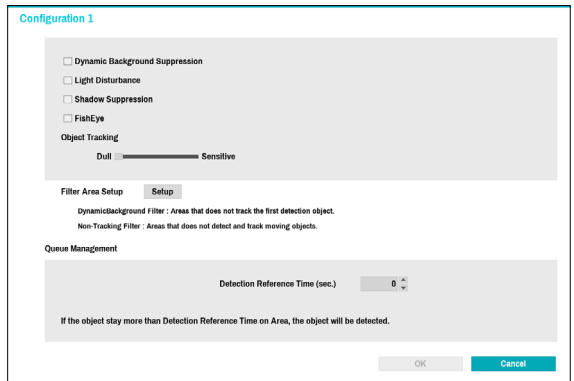 Configuration 1
Dynamic Background Suppression
Light Disturbance
Shadow Suppression
FishEye
Object Tracking
Dull Sensitive
Filter Area Setup Setup
DynamicBackground Filter : Areas that does not track the first detection object.
Non-Tracking Filter : Areas that does not detect and track moving objects.
Queue Management
Detection Reference Time (sec.) 0
If the object stay more than Detection Reference Time on Area, the object will be detected.
OK Cancel